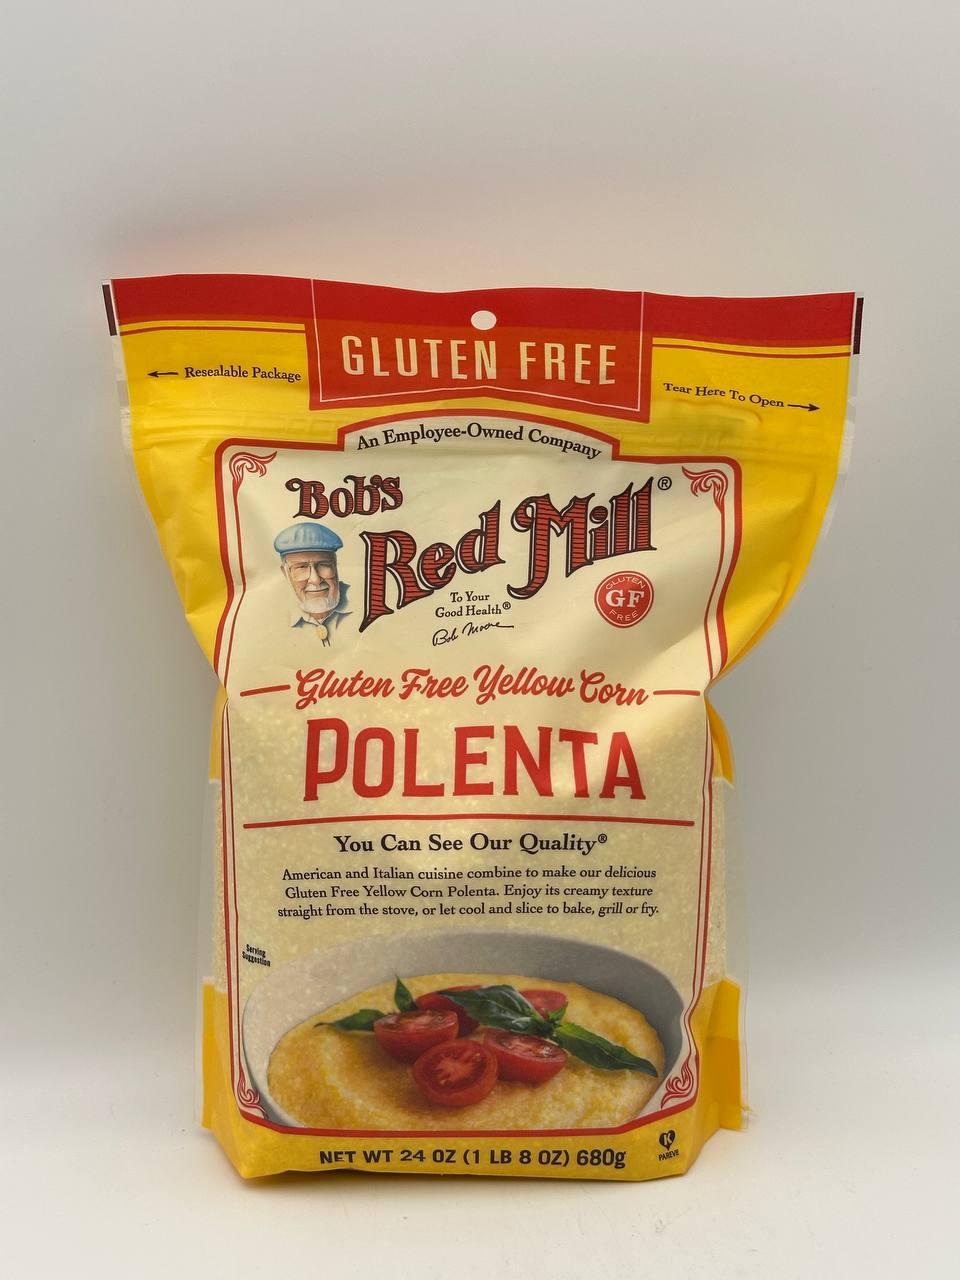 GLUTEN FREE
Resealable Package
Tear Here To Open
An Employee-Owned Company
Bob's
Red Mill®
To Your
Good Health®
Bob Moore
GLUTEN
GF
FREE
Gluten Free Yellow Corn
POLENTA
You Can See Our Quality®
American and Italian cuisine combine to make our delicious
Gluten Free Yellow Corn Polenta. Enjoy its creamy texture
straight from the stove, or let cool and slice to bake, grill or fry.
Serving
Suggestion
NET WT 24 OZ (1 LB 8 OZ) 680g
K
PAREVE